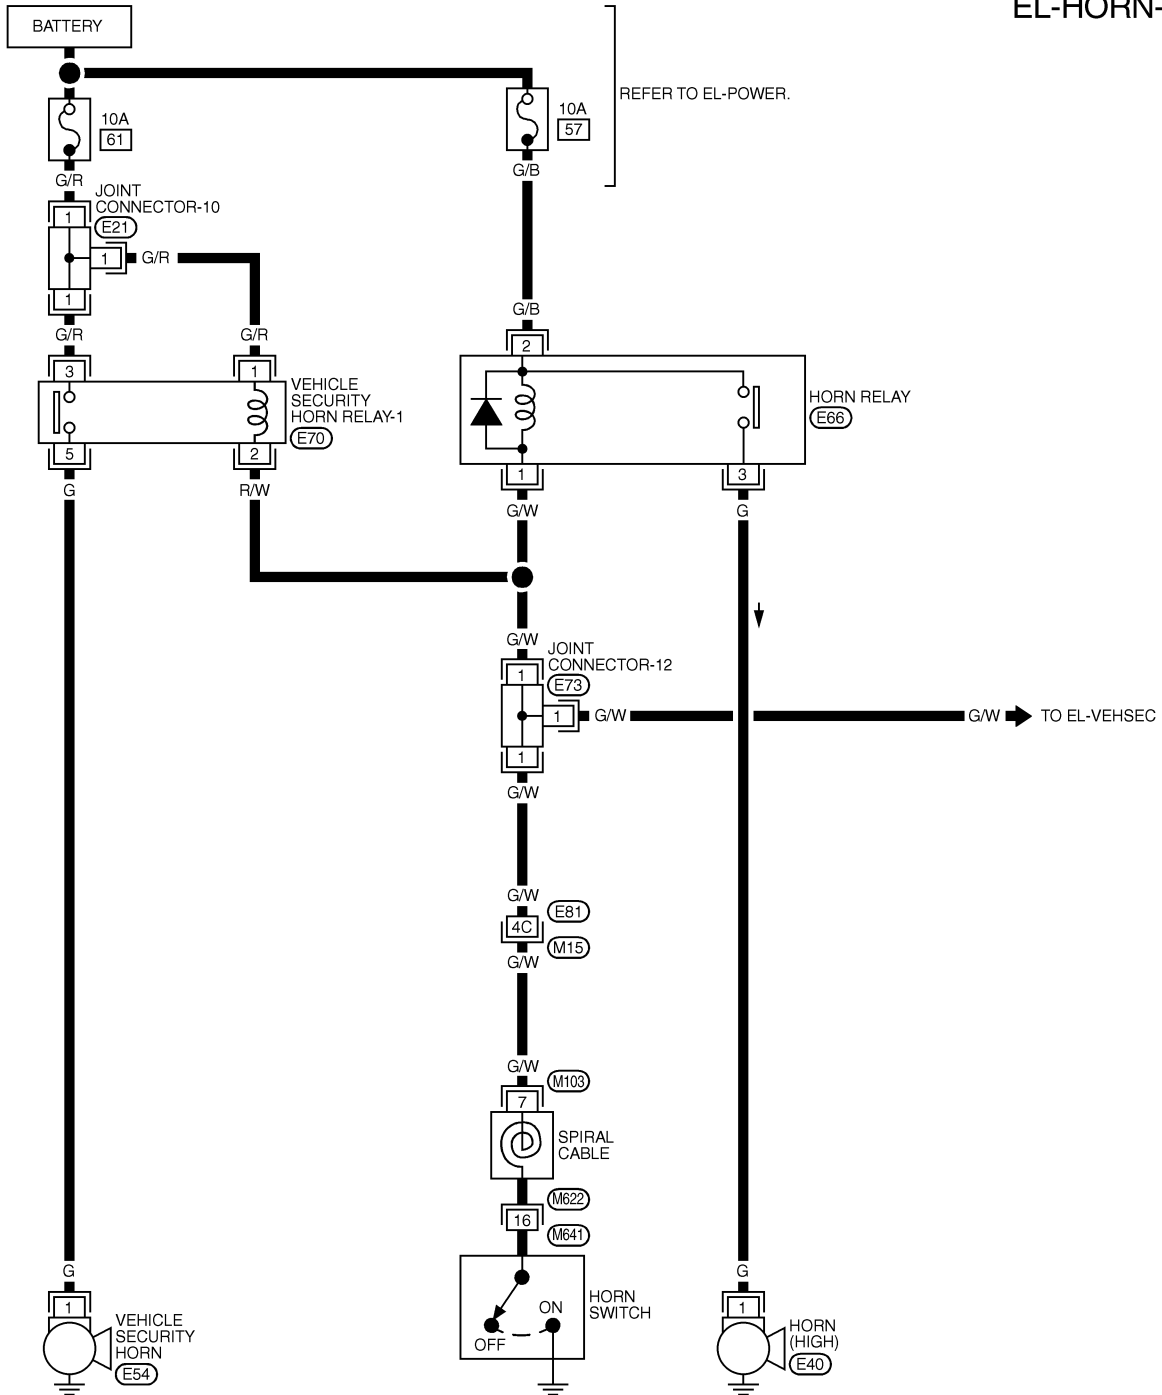 EL-HORN-
BATTERY
REFER TO EL-POWER.
10A
61
10A
57
G/R
G/B
JOINT
CONNECTOR-10
E21
1
1
G/R
1
G/B
G/R
G/R
2
3
1
VEHICLE
SECURITY
HORN RELAY-1
E70
HORN RELAY
E66
5
2
1
3
G
R/W
G/W
G
G/W
JOINT
CONNECTOR-12
E73
1
1
G/W
G/W
TO EL-VEHSEC
1
G/W
G/W
E81
4C
M15
G/W
G/W
M103
7
SPIRAL
CABLE
M622
16
M641
G
G
1
1
HORN
SWITCH
ON
OFF
VEHICLE
SECURITY
HORN
E54
HORN
(HIGH)
E40